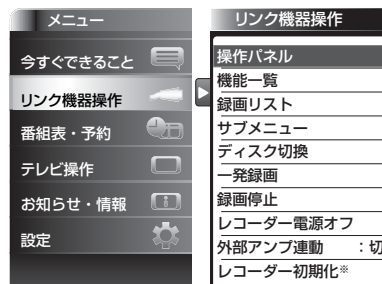 メニュー
今すぐできること
リンク機器操作
番組表・予約
テレビ操作
お知らせ・情報
設定
リンク機器操作
操作パネル
機能一覧
録画リスト
サブメニュー
ディスク切換
一発録画
録画停止
レコーダー電源オフ
外部アンプ連動 ：切
レコーダー初期化※